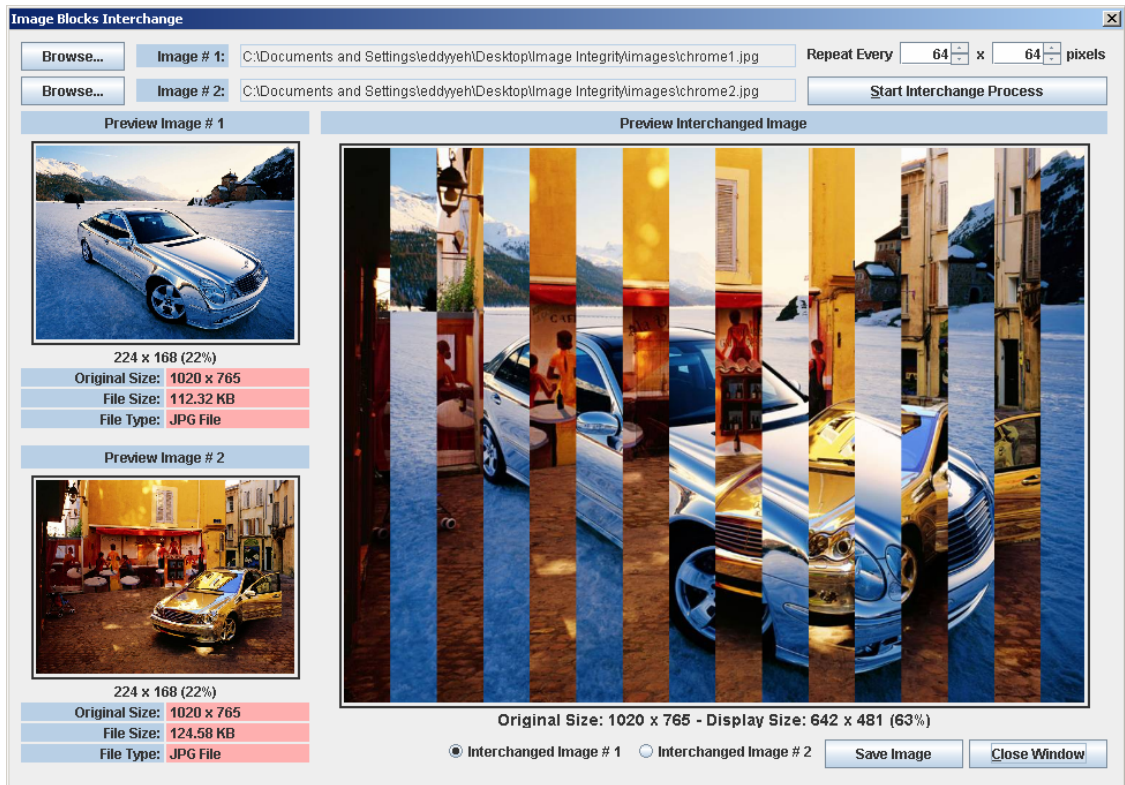 Image Blocks Interchange
Browse... Image # 1: C:\Documents and Settings\eddyyeh\Desktop\Image Integrity\images\chrome1.jpg Repeat Every 64 x 64 pixels
Browse... Image # 2: C:\Documents and Settings\eddyyeh\Desktop\Image Integrity\images\chrome2.jpg Start Interchange Process
Preview Image # 1
Preview Interchanged Image
224 x 168 (22%)
Original Size: 1020 x 765
File Size: 112.32 KB
File Type: JPG File
Preview Image # 2
224 x 168 (22%)
Original Size: 1020 x 765
File Size: 124.58 KB
File Type: JPG File
Original Size: 1020 x 765 - Display Size: 642 x 481 (63%)
Interchanged Image # 1 Interchanged Image # 2 Save Image Close Window